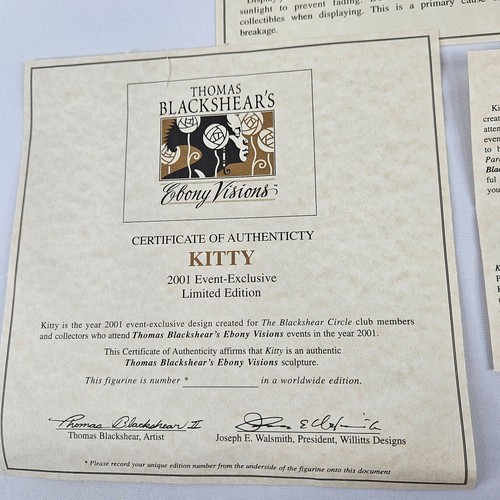 sunlight to prevent fading.
collectibles when displaying. This is a primary cause
breakage.
THOMAS
BLACKSHEAR'S
Ebony Visions
CERTIFICATE OF AUTHENTICTY
KITTY
2001 Event-Exclusive
Limited Edition
Kitty is the year 2001 event-exclusive design created for The Blackshear Circle club members
and collectors who attend Thomas Blackshear's Ebony Visions events in the year 2001.
This Certificate of Authenticity affirms that Kitty is an authentic
Thomas Blackshear's Ebony Visions sculpture.
This figurine is number * in a worldwide edition.
Thomas Blackshear II
Thomas Blackshear, Artist
Joseph E. Walsmith, President, Willitts Designs
* Please record your unique edition number from the underside of the figurine onto this document